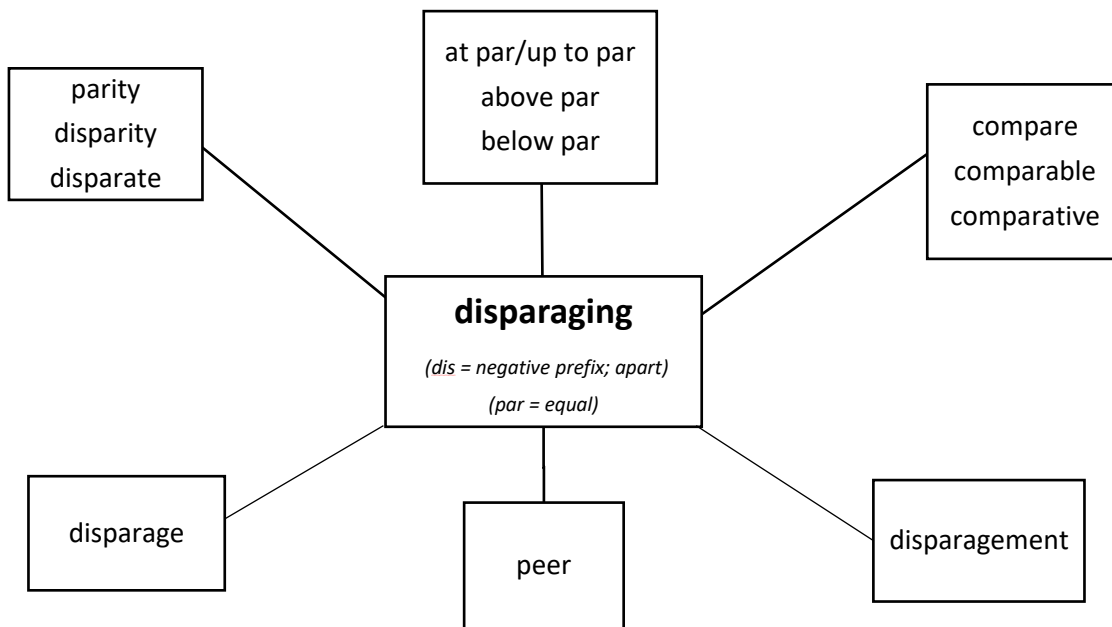 at par/up to par
above par
below par
parity
disparity
disparate
compare
comparable
comparative
disparaging
(dis = negative prefix; apart)
(par = equal)
disparage
peer
disparagement